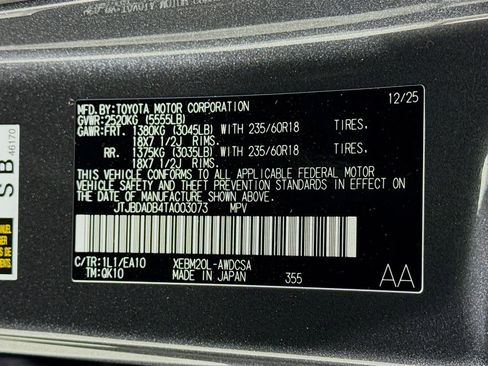 MFD.BY:TOYOTA MOTOR CORPORATION 12/25
GVWR:2520KG (5555LB)
GAWR:FRT. 1380KG (3045LB) WITH 235/60R18 TIRES.
18X7 1/2J RIMS.
RR. 1375KG (3035LB) WITH 235/60R18 TIRES.
18X7 1/2J RIMS.
THIS VEHICLE CONFORMS TO ALL APPLICABLE FEDERAL MOTOR
VEHICLE SAFETY STANDARDS IN EFFECT ON THE
DATE OF MANUFACTURE SHOWN ABOVE.
JTJBDADB4TA003073 MPV
C/TR:1L1/EA10 XEBM20L-AWDCSA
TM:QK10 MADE IN JAPAN 355 AA
SB
46170